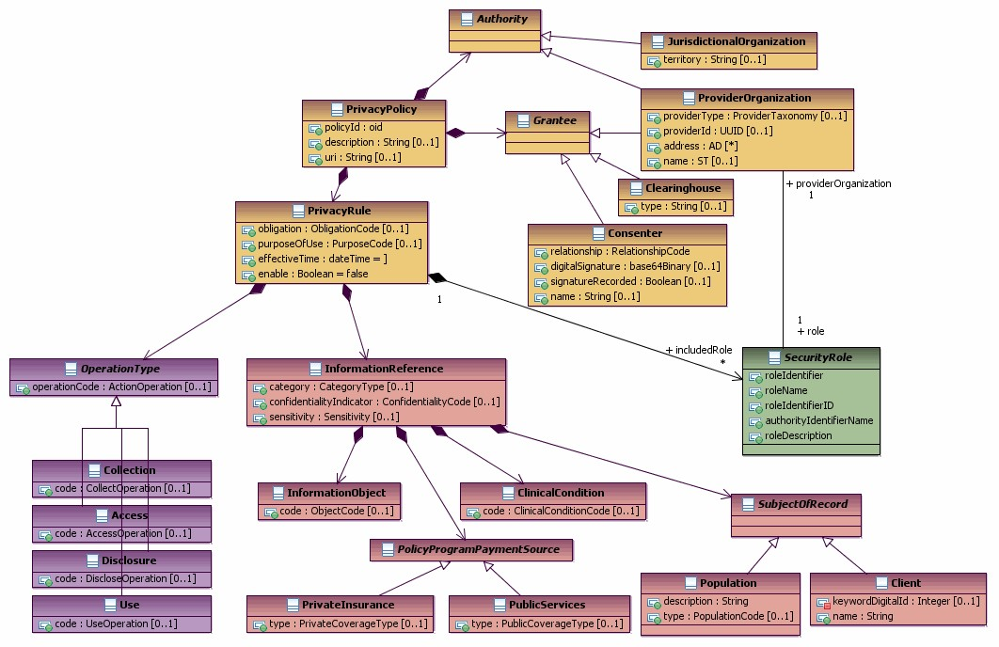 Authority
JurisdictionalOrganization
territory : String [0..1]
ProviderOrganization
providerType : ProviderTaxonomy [0..1]
providerId : UUID [0..1]
address : AD [*]
name : ST [0..1]
PrivacyPolicy
policyId : oid
description : String [0..1]
uri : String [0..1]
Grantee
Clearinghouse
type : String [0..1]
+ providerOrganization
1
PrivacyRule
obligation : ObligationCode [0..1]
purposeOfUse : PurposeCode [0..1]
effectiveTime : dateTime = ]
enable : Boolean = false
Consenter
relationship : RelationshipCode
digitalSignature : base64Binary [0..1]
signatureRecorded : Boolean [0..1]
name : String [0..1]
1
1
+ role
+ includedRole
*
OperationType
operationCode : ActionOperation [0..1]
InformationReference
category : CategoryType [0..1]
confidentialityIndicator : ConfidentialityCode [0..1]
sensitivity : Sensitivity [0..1]
SecurityRole
roleIdentifier
roleName
roleIdentifierID
authorityIdentifierName
roleDescription
Collection
code : CollectOperation [0..1]
Access
code : AccessOperation [0..1]
Disclosure
code : DiscloseOperation [0..1]
Use
code : UseOperation [0..1]
InformationObject
code : ObjectCode [0..1]
ClinicalCondition
code : ClinicalConditionCode [0..1]
SubjectOfRecord
PolicyProgramPaymentSource
PrivateInsurance
type : PrivateCoverageType [0..1]
PublicServices
type : PublicCoverageType [0..1]
Population
description : String
type : PopulationCode [0..1]
Client
keywordDigitalId : Integer [0..1]
name : String